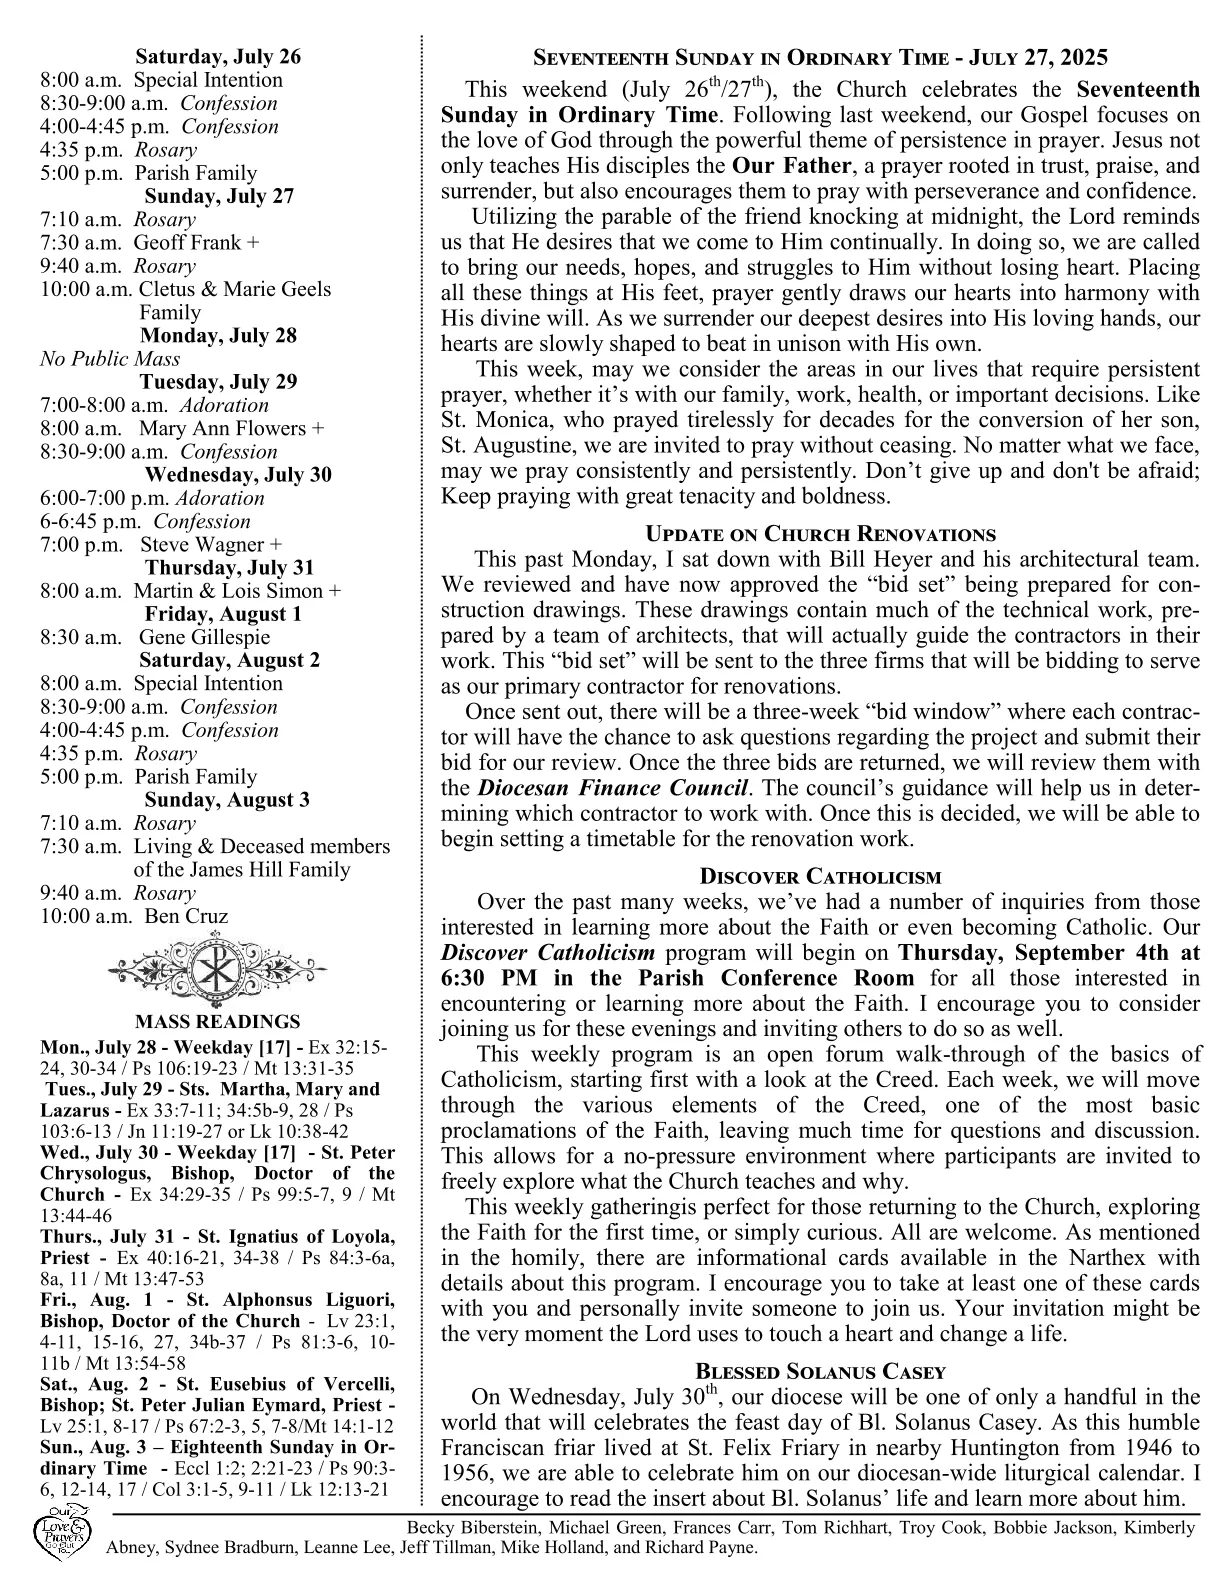 Saturday, July 26
8:00 a.m. Special Intention
8:30-9:00 a.m. Confession
4:00-4:45 p.m. Confession
4:35 p.m. Rosary
5:00 p.m. Parish Family
Sunday, July 27
7:10 a.m. Rosary
7:30 a.m. Geoff Frank +
9:40 a.m. Rosary
10:00 a.m. Cletus & Marie Geels
Family
Monday, July 28
No Public Mass
Tuesday, July 29
7:00-8:00 a.m. Adoration
8:00 a.m. Mary Ann Flowers +
8:30-9:00 a.m. Confession
Wednesday, July 30
6:00-7:00 p.m. Adoration
6-6:45 p.m. Confession
7:00 p.m. Steve Wagner +
Thursday, July 31
8:00 a.m. Martin & Lois Simon +
Friday, August 1
8:30 a.m. Gene Gillespie
Saturday, August 2
8:00 a.m. Special Intention
8:30-9:00 a.m. Confession
4:00-4:45 p.m. Confession
4:35 p.m. Rosary
5:00 p.m. Parish Family
Sunday, August 3
7:10 a.m. Rosary
7:30 a.m. Living & Deceased members
of the James Hill Family
9:40 a.m. Rosary
10:00 a.m. Ben Cruz
MASS READINGS
Mon., July 28 - Weekday [17] - Ex 32:15-
24, 30-34 / Ps 106:19-23 / Mt 13:31-35
Tues., July 29 - Sts. Martha, Mary and
Lazarus - Ex 33:7-11; 34:5b-9, 28 / Ps
103:6-13 / Jn 11:19-27 or Lk 10:38-42
Wed., July 30 - Weekday [17] - St. Peter
Chrysologus, Bishop, Doctor of the
Church - Ex 34:29-35 / Ps 99:5-7, 9 / Mt
13:44-46
Thurs., July 31 - St. Ignatius of Loyola,
Priest - Ex 40:16-21, 34-38 / Ps 84:3-6a,
8a, 11 / Mt 13:47-53
Fri., Aug. 1 - St. Alphonsus Liguori,
Bishop, Doctor of the Church - Lv 23:1,
4-11, 15-16, 27, 34b-37 / Ps 81:3-6, 10-
11b / Mt 13:54-58
Sat., Aug. 2 - St. Eusebius of Vercelli,
Bishop; St. Peter Julian Eymard, Priest -
Lv 25:1, 8-17 / Ps 67:2-3, 5, 7-8/Mt 14:1-12
Sun., Aug. 3 – Eighteenth Sunday in Or-
dinary Time - Eccl 1:2; 2:21-23 / Ps 90:3-
6, 12-14, 17 / Col 3:1-5, 9-11 / Lk 12:13-21
Seventeenth Sunday in Ordinary Time - July 27, 2025
This weekend (July 26th/27th), the Church celebrates the Seventeenth
Sunday in Ordinary Time. Following last weekend, our Gospel focuses on
the love of God through the powerful theme of persistence in prayer. Jesus not
only teaches His disciples the Our Father, a prayer rooted in trust, praise, and
surrender, but also encourages them to pray with perseverance and confidence.
Utilizing the parable of the friend knocking at midnight, the Lord reminds
us that He desires that we come to Him continually. In doing so, we are called
to bring our needs, hopes, and struggles to Him without losing heart. Placing
all these things at His feet, prayer gently draws our hearts into harmony with
His divine will. As we surrender our deepest desires into His loving hands, our
hearts are slowly shaped to beat in unison with His own.
This week, may we consider the areas in our lives that require persistent
prayer, whether it’s with our family, work, health, or important decisions. Like
St. Monica, who prayed tirelessly for decades for the conversion of her son,
St. Augustine, we are invited to pray without ceasing. No matter what we face,
may we pray consistently and persistently. Don’t give up and don't be afraid;
Keep praying with great tenacity and boldness.
Update on Church Renovations
This past Monday, I sat down with Bill Heyer and his architectural team.
We reviewed and have now approved the “bid set” being prepared for con-
struction drawings. These drawings contain much of the technical work, pre-
pared by a team of architects, that will actually guide the contractors in their
work. This “bid set” will be sent to the three firms that will be bidding to serve
as our primary contractor for renovations.
Once sent out, there will be a three-week “bid window” where each contrac-
tor will have the chance to ask questions regarding the project and submit their
bid for our review. Once the three bids are returned, we will review them with
the Diocesan Finance Council. The council’s guidance will help us in deter-
mining which contractor to work with. Once this is decided, we will be able to
begin setting a timetable for the renovation work.
Discover Catholicism
Over the past many weeks, we’ve had a number of inquiries from those
interested in learning more about the Faith or even becoming Catholic. Our
Discover Catholicism program will begin on Thursday, September 4th at
6:30 PM in the Parish Conference Room for all those interested in
encountering or learning more about the Faith. I encourage you to consider
joining us for these evenings and inviting others to do so as well.
This weekly program is an open forum walk-through of the basics of
Catholicism, starting first with a look at the Creed. Each week, we will move
through the various elements of the Creed, one of the most basic
proclamations of the Faith, leaving much time for questions and discussion.
This allows for a no-pressure environment where participants are invited to
freely explore what the Church teaches and why.
This weekly gatheringis perfect for those returning to the Church, exploring
the Faith for the first time, or simply curious. All are welcome. As mentioned
in the homily, there are informational cards available in the Narthex with
details about this program. I encourage you to take at least one of these cards
with you and personally invite someone to join us. Your invitation might be
the very moment the Lord uses to touch a heart and change a life.
Blessed Solanus Casey
On Wednesday, July 30th, our diocese will be one of only a handful in the
world that will celebrates the feast day of Bl. Solanus Casey. As this humble
Franciscan friar lived at St. Felix Friary in nearby Huntington from 1946 to
1956, we are able to celebrate him on our diocesan-wide liturgical calendar. I
encourage to read the insert about Bl. Solanus’ life and learn more about him.
Our
Love &
Prayers
Go Out
To...
Becky Biberstein, Michael Green, Frances Carr, Tom Richhart, Troy Cook, Bobbie Jackson, Kimberly
Abney, Sydnee Bradburn, Leanne Lee, Jeff Tillman, Mike Holland, and Richard Payne.